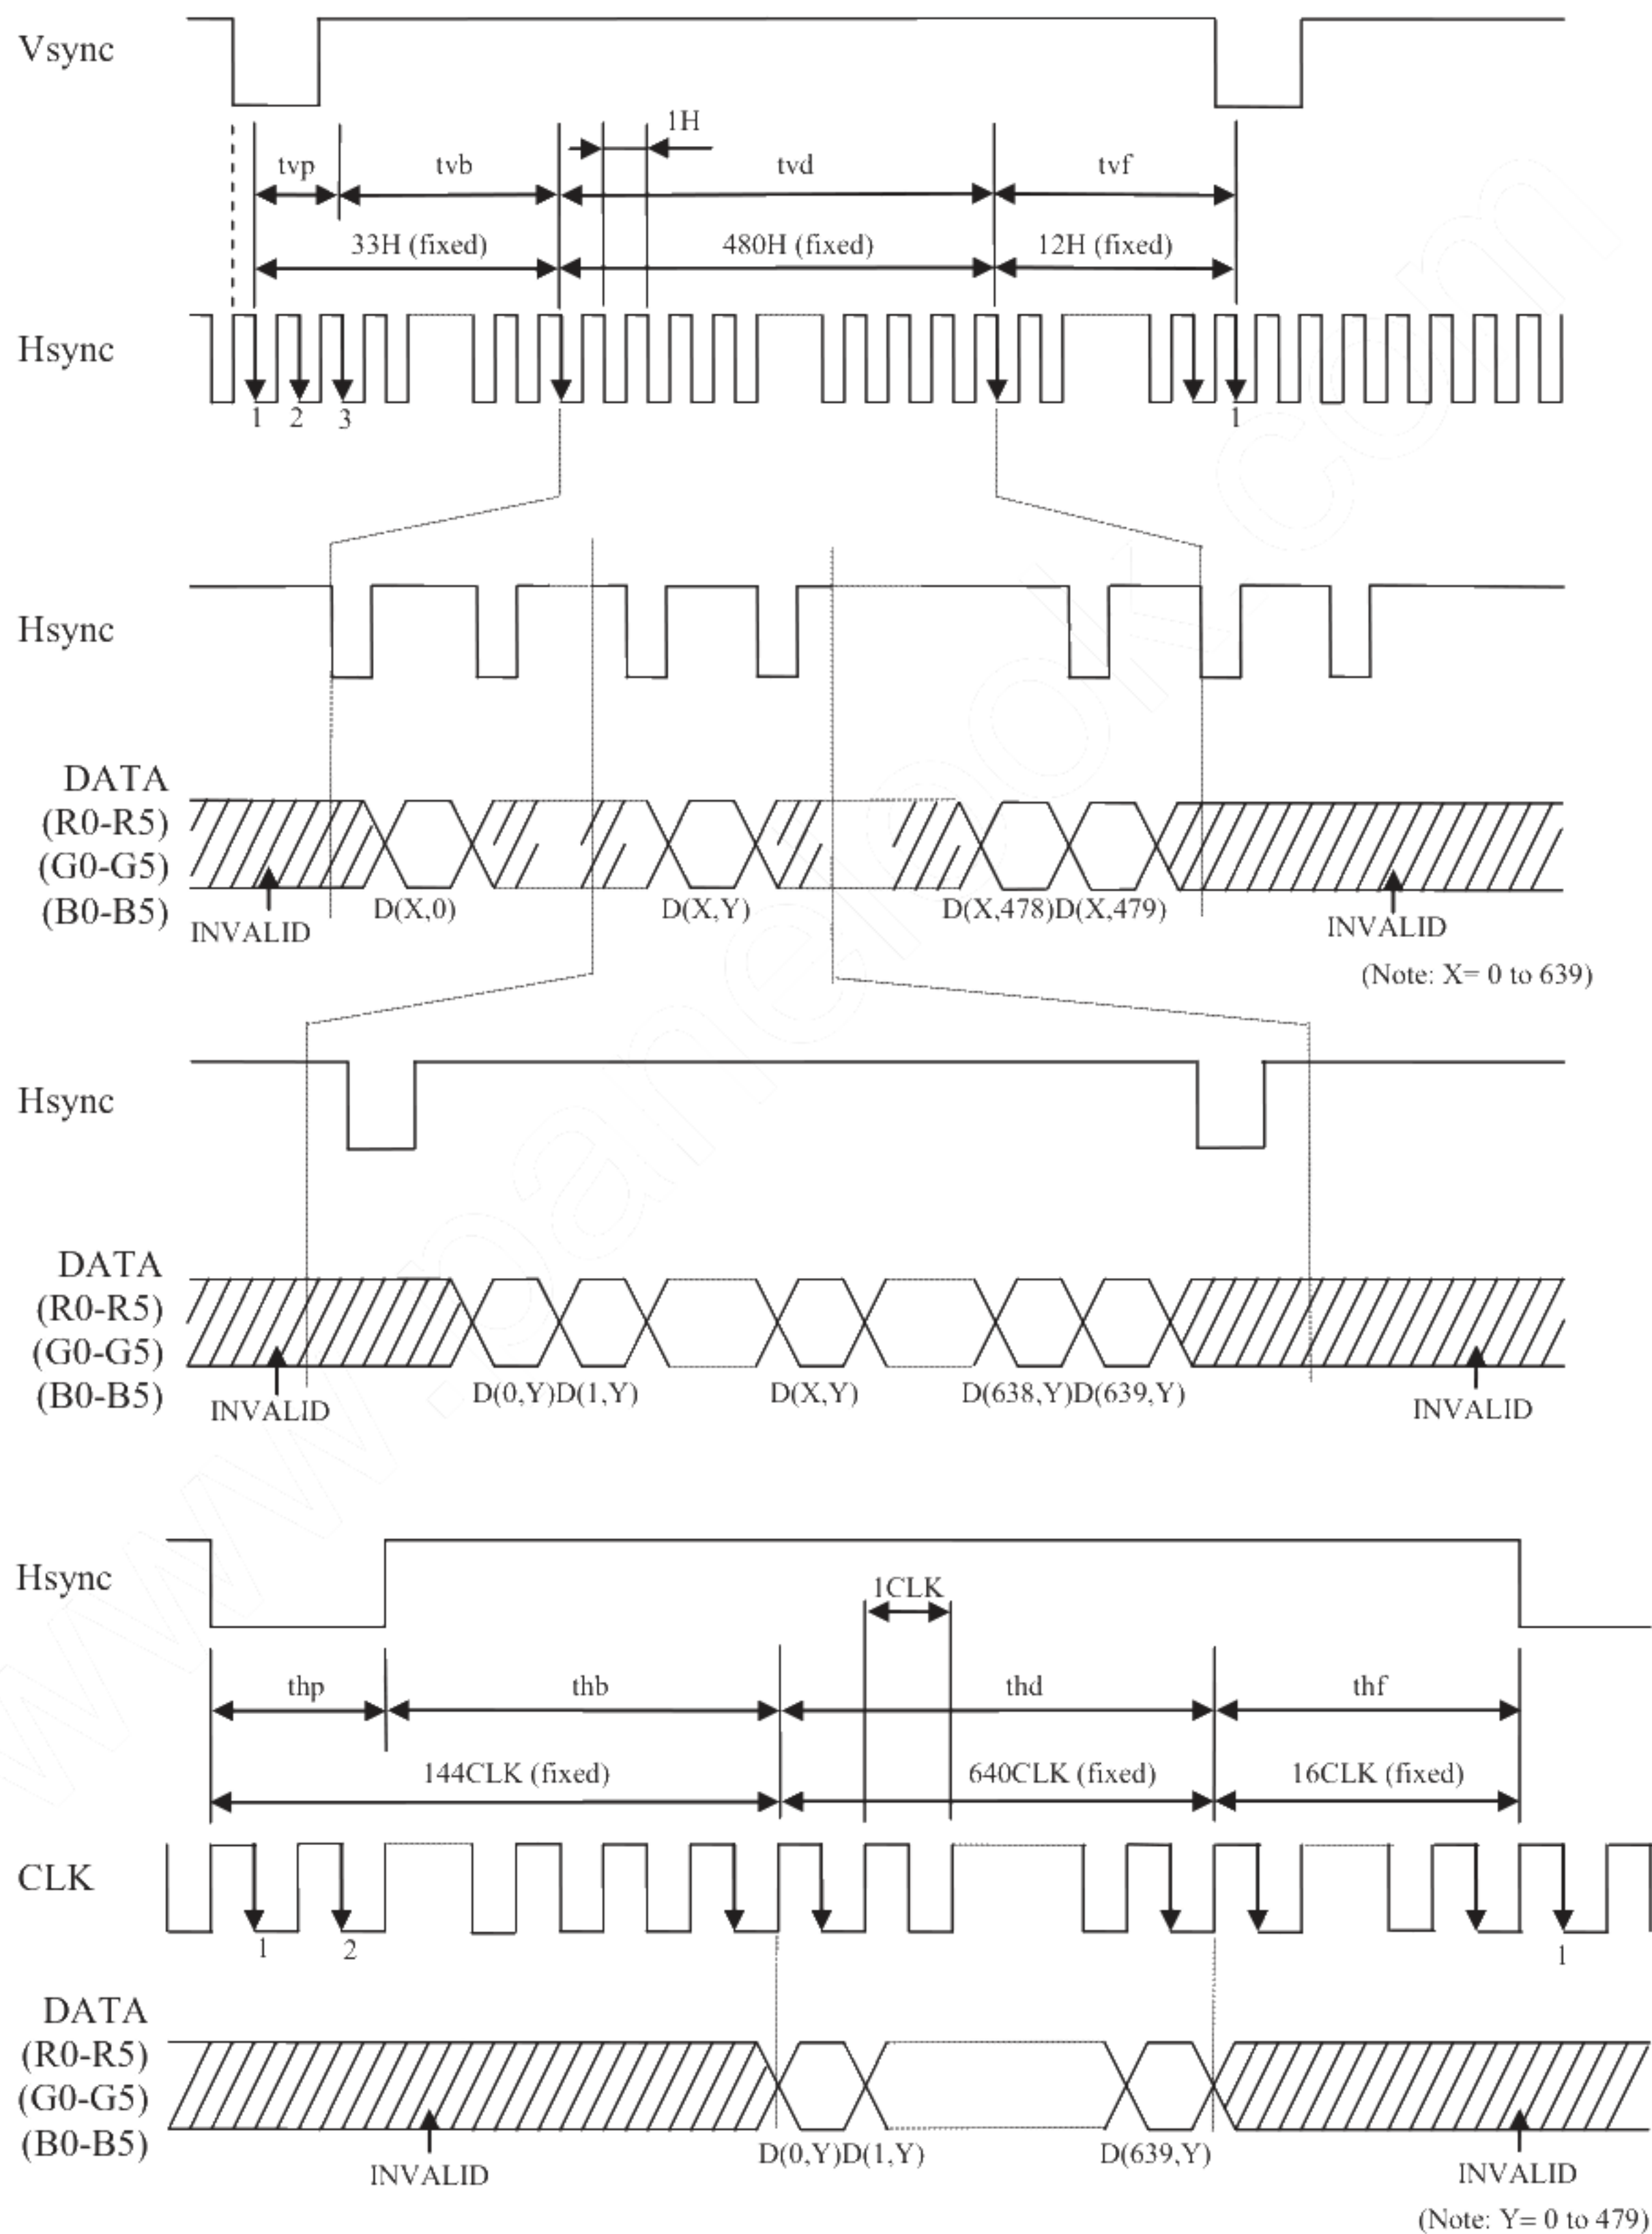 Vsync
1H
tvp tvb tvd tvf
33H (fixed) 480H (fixed) 12H (fixed)
Hsync
1 2 3 1
Hsync
DATA
(R0-R5)
(G0-G5)
(B0-B5)
D(X,0) D(X,Y) D(X,478)D(X,479)
INVALID INVALID
(Note: X= 0 to 639)
Hsync
DATA
(R0-R5)
(G0-G5)
(B0-B5)
D(0,Y)D(1,Y) D(X,Y) D(638,Y)D(639,Y)
INVALID INVALID
Hsync
1CLK
thp thb thd thf
144CLK (fixed) 640CLK (fixed) 16CLK (fixed)
CLK
1 2 1
DATA
(R0-R5)
(G0-G5)
(B0-B5)
D(0,Y)D(1,Y) D(639,Y)
INVALID INVALID
(Note: Y= 0 to 479)
www.panelook.com